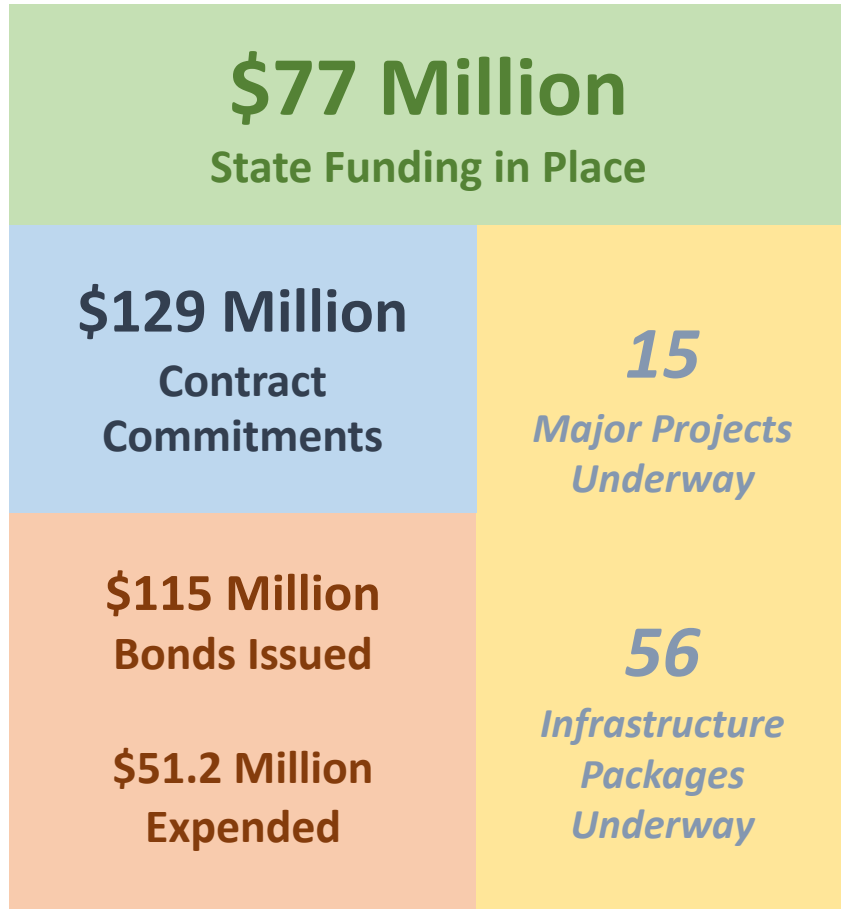 $77 Million
State Funding in Place
$129 Million
Contract
Commitments
15
Major Projects
Underway
$115 Million
Bonds Issued
$51.2 Million
Expended
56
Infrastructure
Packages
Underway